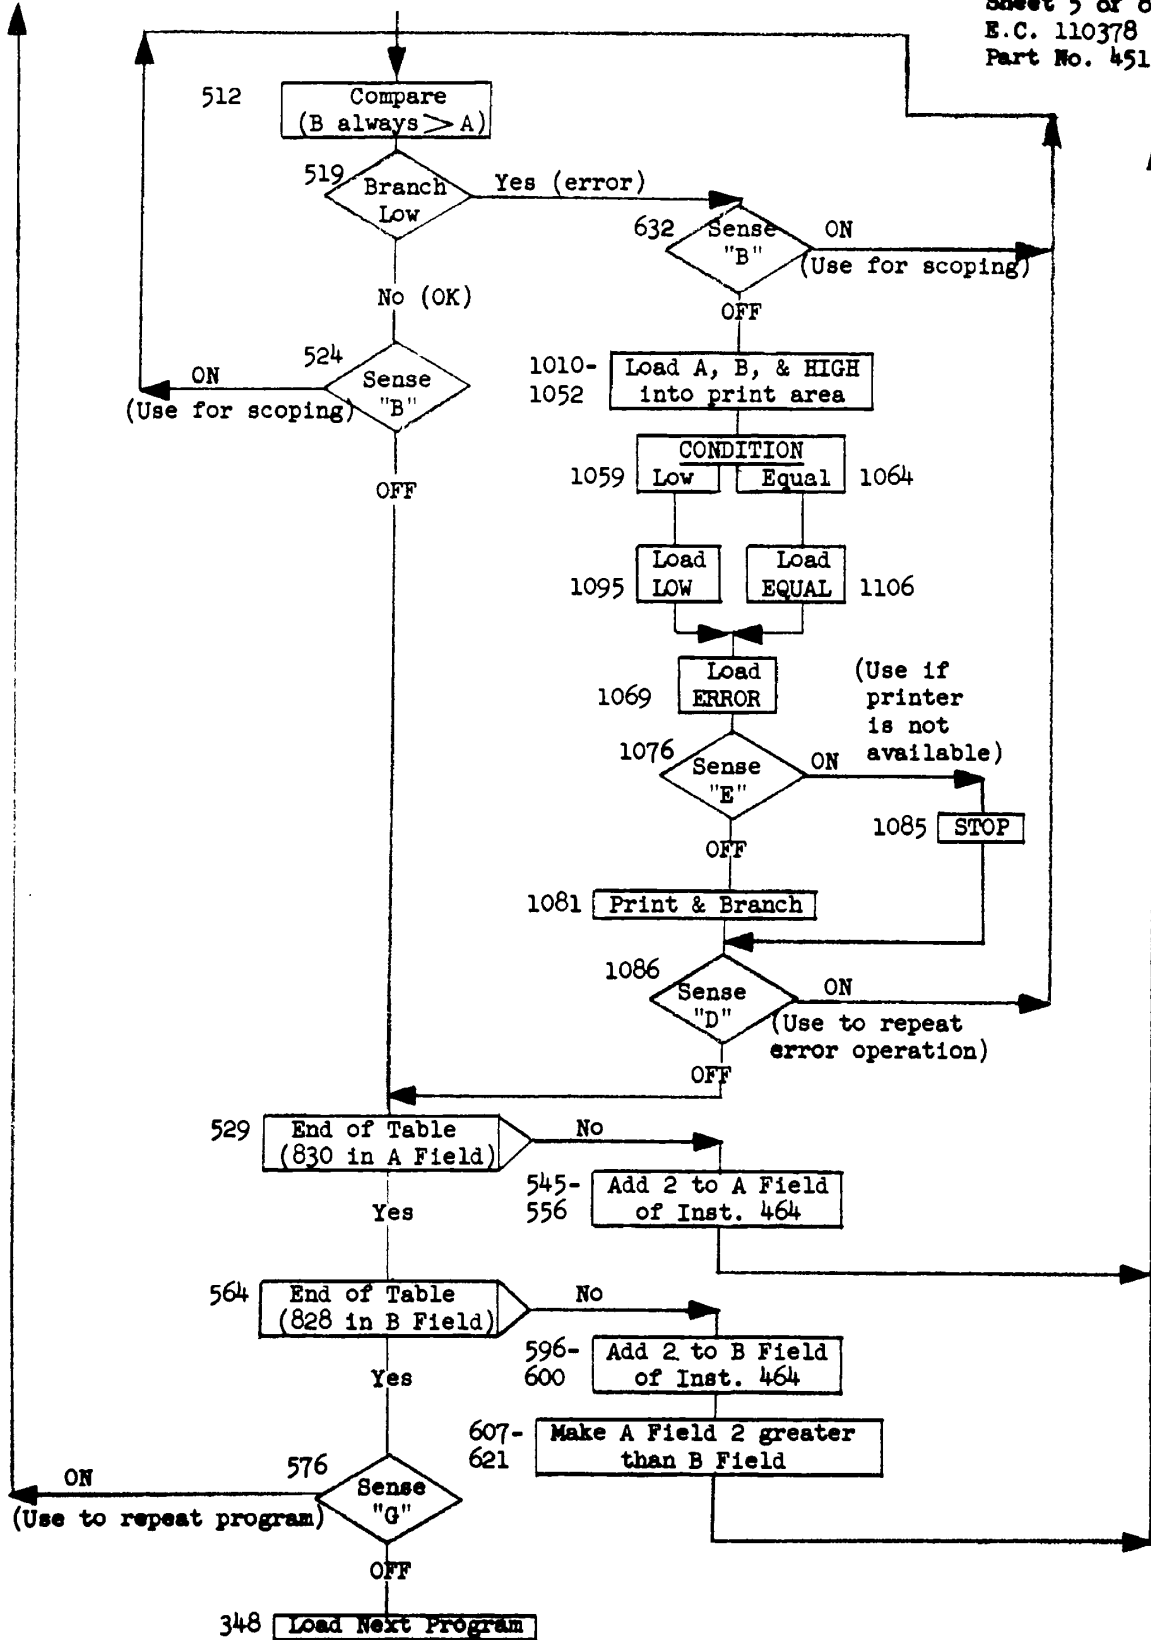 Sheet 5 of 8
E.C. 110378
Part No. 451
512
Compare
(B always > A)
519
Branch
Low
Yes (error)
632
Sense
"B"
ON
(Use for scoping)
No (OK)
OFF
524
Sense
"B"
ON
(Use for scoping)
OFF
1010-
1052
Load A, B, & HIGH
into print area
CONDITION
1059
Low
Equal
1064
Load
LOW
1095
Load
EQUAL
1106
Load
ERROR
1069
(Use if
printer
is not
available)
1076
Sense
"E"
ON
1085
STOP
OFF
1081
Print & Branch
1086
Sense
"D"
ON
(Use to repeat
error operation)
OFF
529
End of Table
(830 in A Field)
No
545-
556
Add 2 to A Field
of Inst. 464
Yes
564
End of Table
(828 in B Field)
No
596-
600
Add 2 to B Field
of Inst. 464
Yes
607-
621
Make A Field 2 greater
than B Field
576
Sense
"G"
ON
(Use to repeat program)
OFF
348
Load Next Program